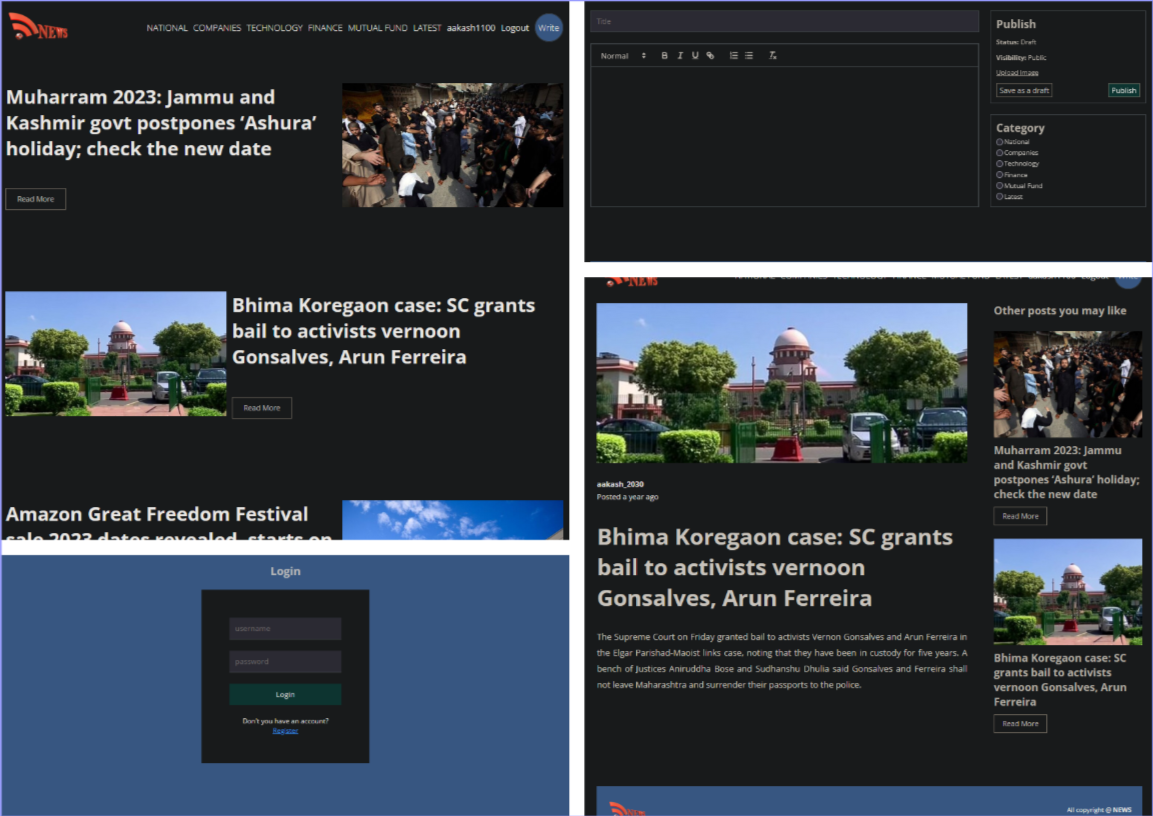 NEWS
NATIONAL COMPANIES TECHNOLOGY FINANCE MUTUAL FUND LATEST aakash1100 Logout Write
Muharram 2023: Jammu and
Kashmir govt postpones ‘Ashura’
holiday; check the new date
Read More
Bhima Koregaon case: SC grants
bail to activists vernoon
Gonsalves, Arun Ferreira
Read More
Amazon Great Freedom Festival
sale 2023 dates revealed, starts on
Login
username
password
Login
Don't you have an account?
Register
Title
Normal B I U
Publish
Status: Draft
Visibility: Public
Upload Image
Save as a draft Publish
Category
National
Companies
Technology
Finance
Mutual Fund
Latest
NEWS
aakash_2030
Posted a year ago
Bhima Koregaon case: SC grants
bail to activists vernoon
Gonsalves, Arun Ferreira
The Supreme Court on Friday granted bail to activists Vernon Gonsalves and Arun Ferreira in
the Elgar Parishad-Maoist links case, noting that they have been in custody for five years. A
bench of Justices Aniruddha Bose and Sudhanshu Dhulia said Gonsalves and Ferreira shall
not leave Maharashtra and surrender their passports to the police.
Other posts you may like
Muharram 2023: Jammu
and Kashmir govt
postpones ‘Ashura’ holiday;
check the new date
Read More
Bhima Koregaon case: SC
grants bail to activists
vernoon Gonsalves, Arun
Ferreira
Read More
All copyright @ NEWS